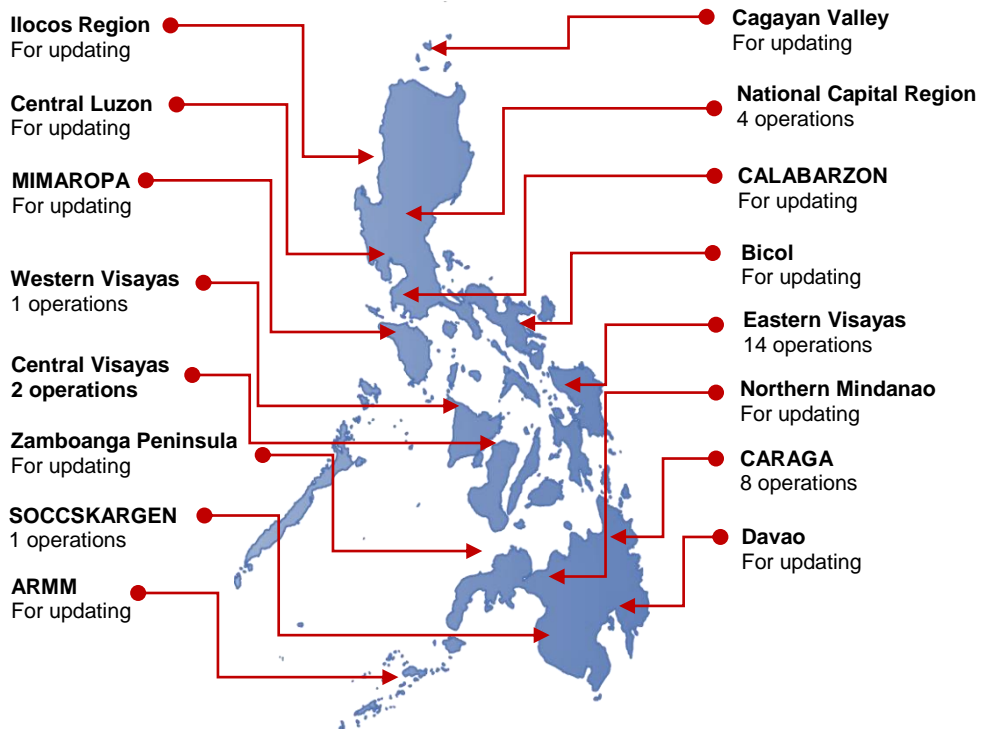 Ilocos Region
For updating
Central Luzon
For updating
MIMAROPA
For updating
Western Visayas
1 operations
Central Visayas
2 operations
Zamboanga Peninsula
For updating
SOCCSKARGEN
1 operations
ARMM
For updating
Cagayan Valley
For updating
National Capital Region
4 operations
CALABARZON
For updating
Bicol
For updating
Eastern Visayas
14 operations
Northern Mindanao
For updating
CARAGA
8 operations
Davao
For updating